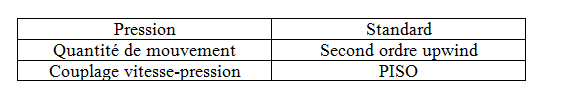 Pression Standard
Quantité de mouvement Second ordre upwind
Couplage vitesse-pression PISO